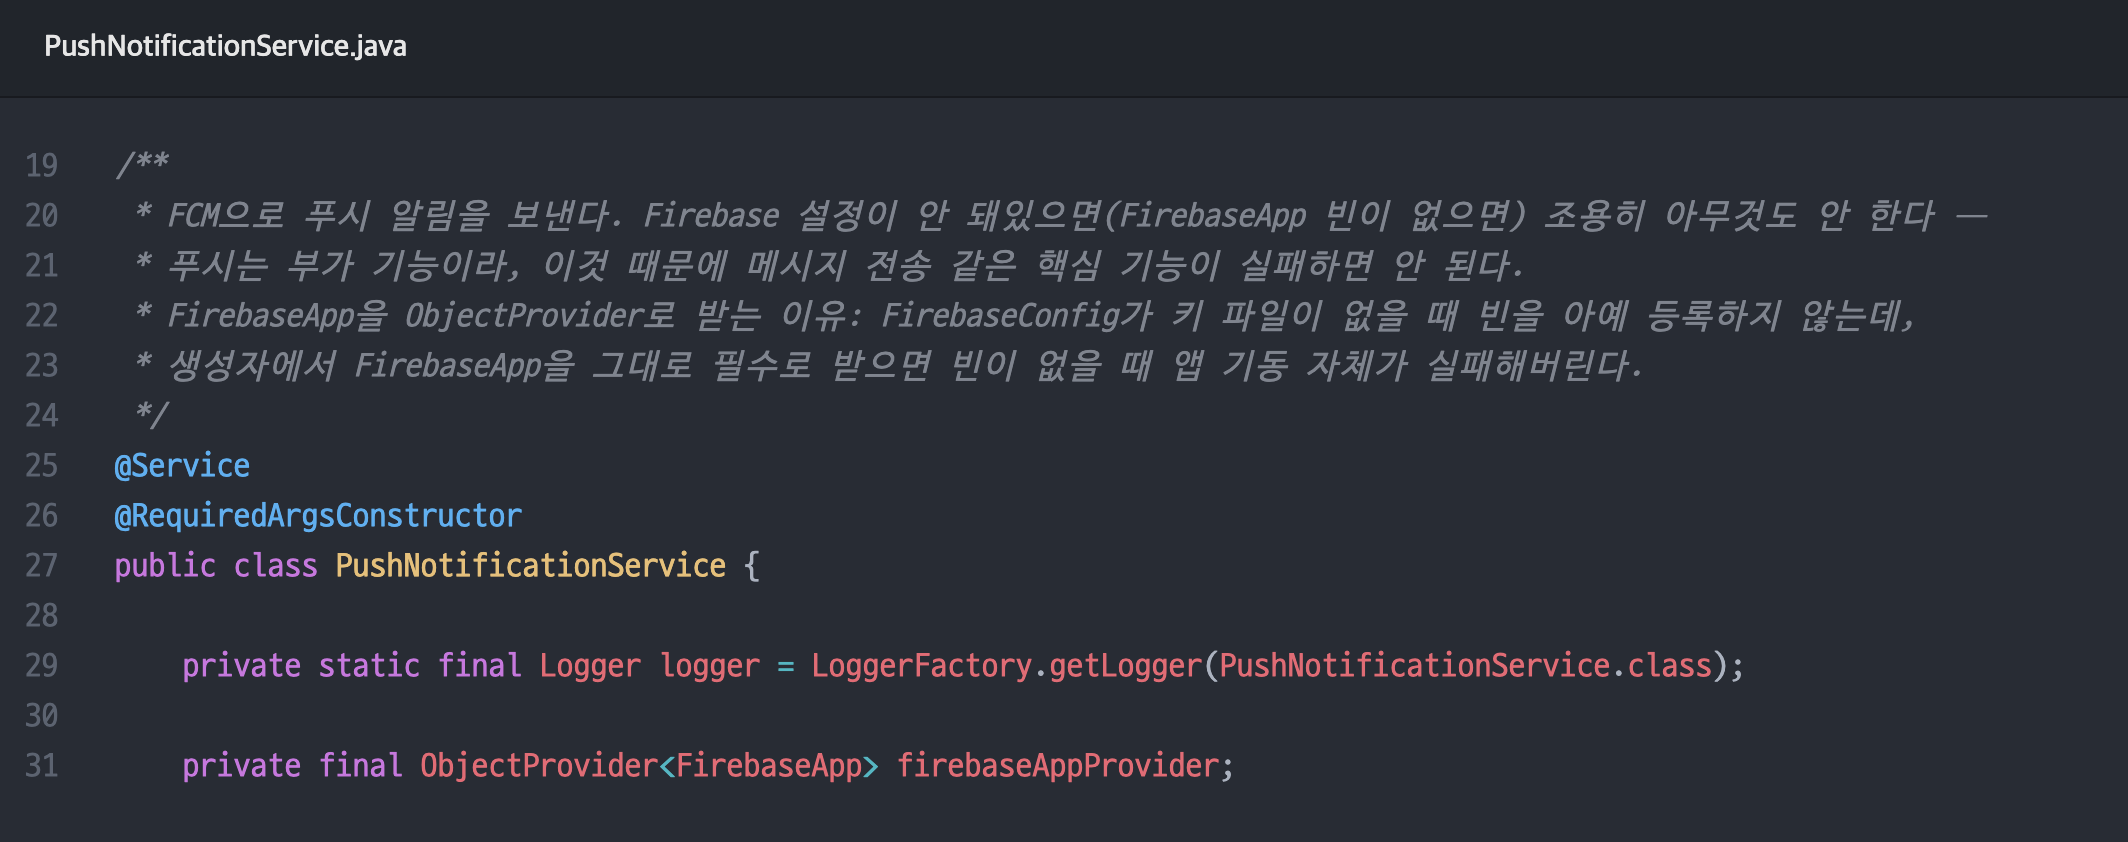 PushNotificationService.java
19 /**
20  * FCM으로 푸시 알림을 보낸다. Firebase 설정이 안 돼있으면(FirebaseApp 빈이 없으면) 조용히 아무것도 안 한다 —
21  * 푸시는 부가 기능이라, 이것 때문에 메시지 전송 같은 핵심 기능이 실패하면 안 된다.
22  * FirebaseApp을 ObjectProvider로 받는 이유: FirebaseConfig가 키 파일이 없을 때 빈을 아예 등록하지 않는데,
23  * 생성자에서 FirebaseApp을 그대로 필수로 받으면 빈이 없을 때 앱 기동 자체가 실패해버린다.
24  */
25 @Service
26 @RequiredArgsConstructor
27 public class PushNotificationService {
28
29     private static final Logger logger = LoggerFactory.getLogger(PushNotificationService.class);
30
31     private final ObjectProvider<FirebaseApp> firebaseAppProvider;